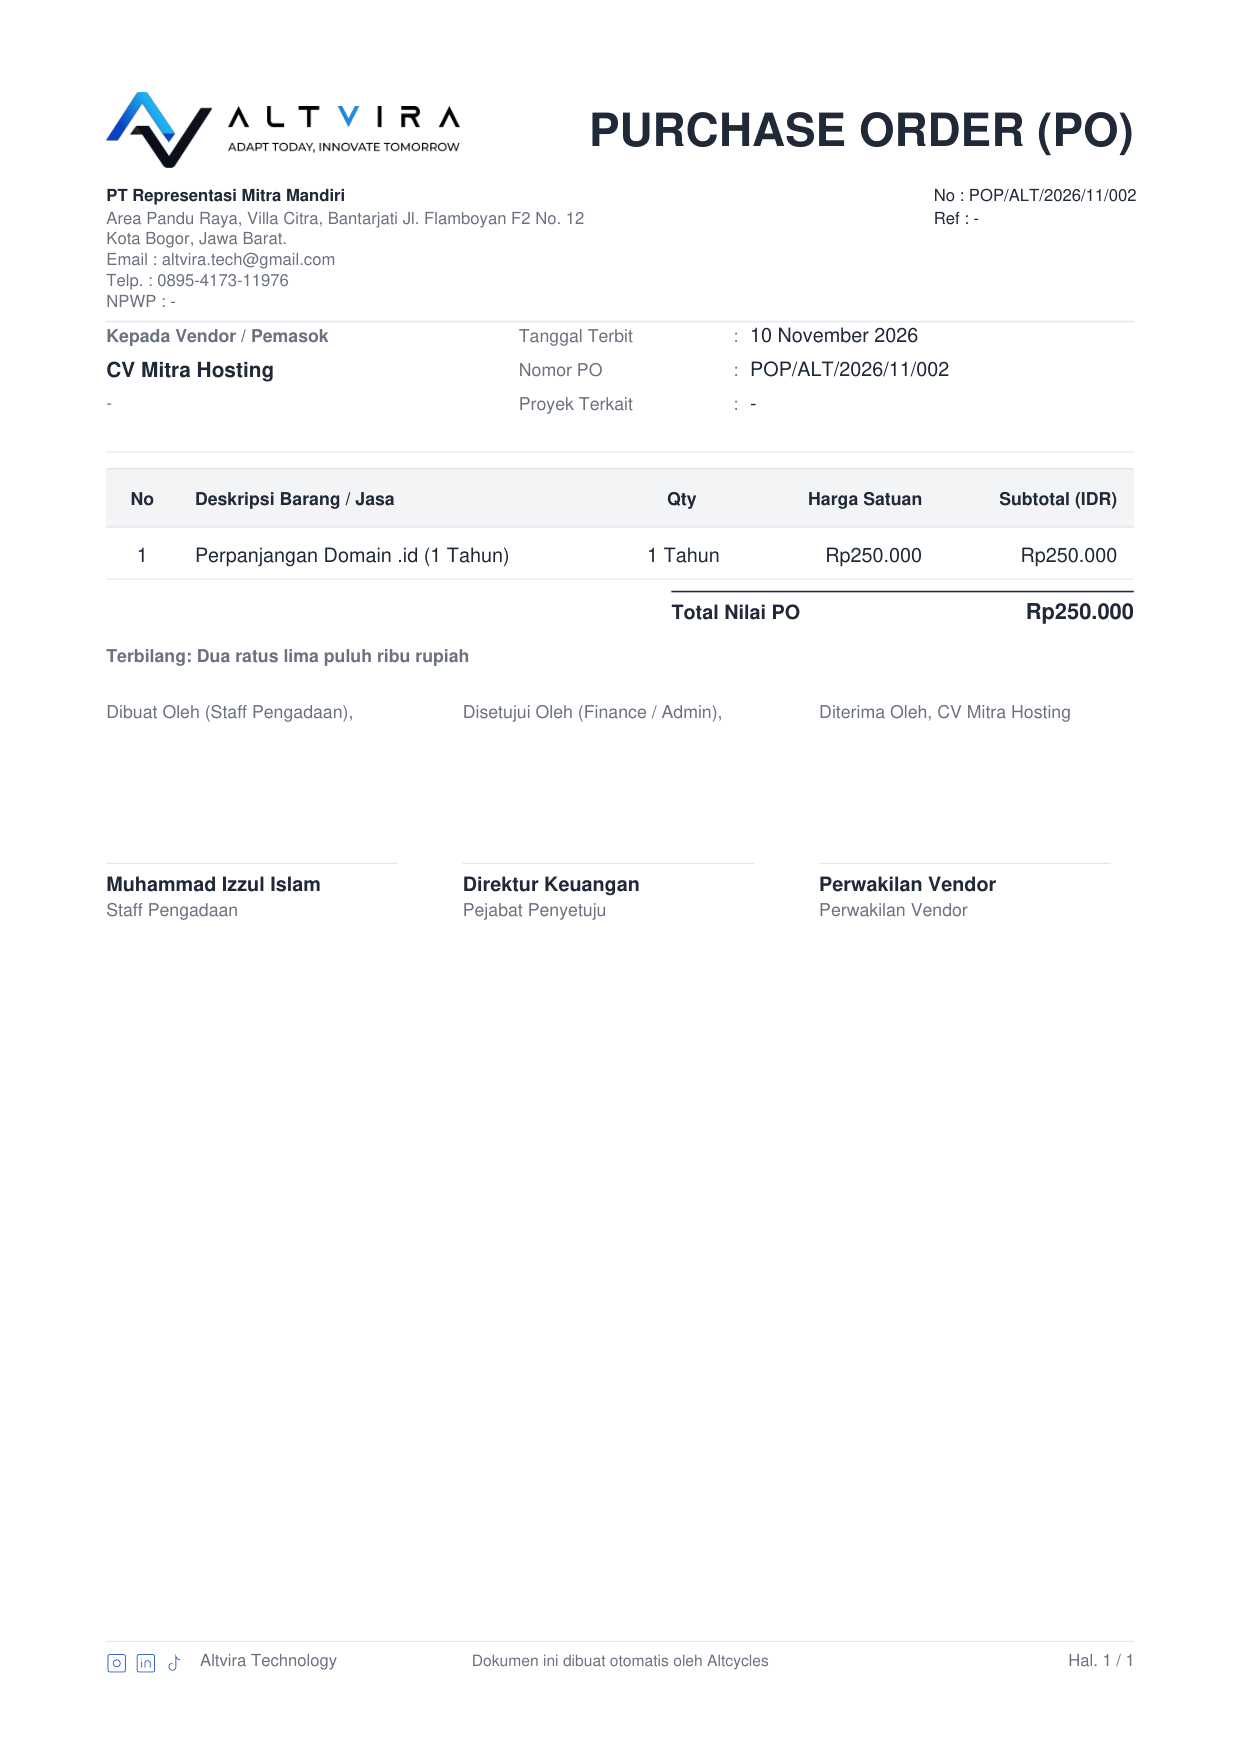 ALTVIRA
ADAPT TODAY, INNOVATE TOMORROW
PURCHASE ORDER (PO)
PT Representasi Mitra Mandiri
Area Pandu Raya, Villa Citra, Bantarjati Jl. Flamboyan F2 No. 12
Kota Bogor, Jawa Barat.
Email : altvira.tech@gmail.com
Telp. : 0895-4173-11976
NPWP : -
No : POP/ALT/2026/11/002
Ref : -
Kepada Vendor / Pemasok
CV Mitra Hosting
-
Tanggal Terbit : 10 November 2026
Nomor PO : POP/ALT/2026/11/002
Proyek Terkait : -
No Deskripsi Barang / Jasa Qty Harga Satuan Subtotal (IDR)
1 Perpanjangan Domain .id (1 Tahun) 1 Tahun Rp250.000 Rp250.000
Total Nilai PO Rp250.000
Terbilang: Dua ratus lima puluh ribu rupiah
Dibuat Oleh (Staff Pengadaan), Disetujui Oleh (Finance / Admin), Diterima Oleh, CV Mitra Hosting
Muhammad Izzul Islam Direktur Keuangan Perwakilan Vendor
Staff Pengadaan Pejabat Penyetuju Perwakilan Vendor
Altvira Technology Dokumen ini dibuat otomatis oleh Altcycles Hal. 1 / 1